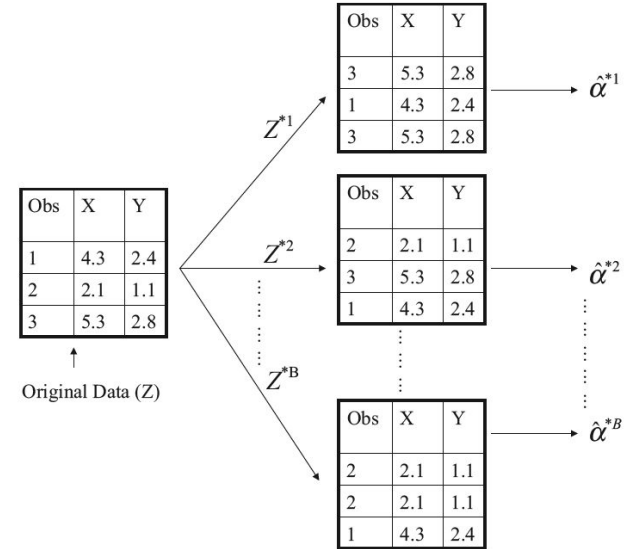 Obs X Y
3 5.3 2.8
1 4.3 2.4
3 5.3 2.8
α̂*1
Z*1
Obs X Y
1 4.3 2.4
2 2.1 1.1
3 5.3 2.8
Original Data (Z)
Z*2
Obs X Y
2 2.1 1.1
3 5.3 2.8
1 4.3 2.4
α̂*2
Z*B
Obs X Y
2 2.1 1.1
2 2.1 1.1
1 4.3 2.4
α̂*B